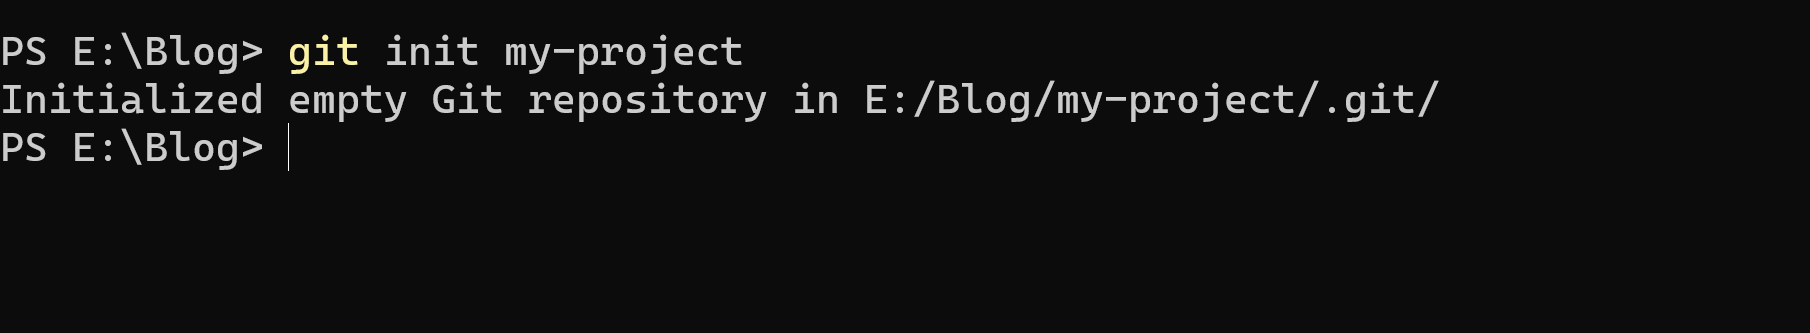 PS E:\Blog> git init my-project
Initialized empty Git repository in E:/Blog/my-project/.git/
PS E:\Blog>